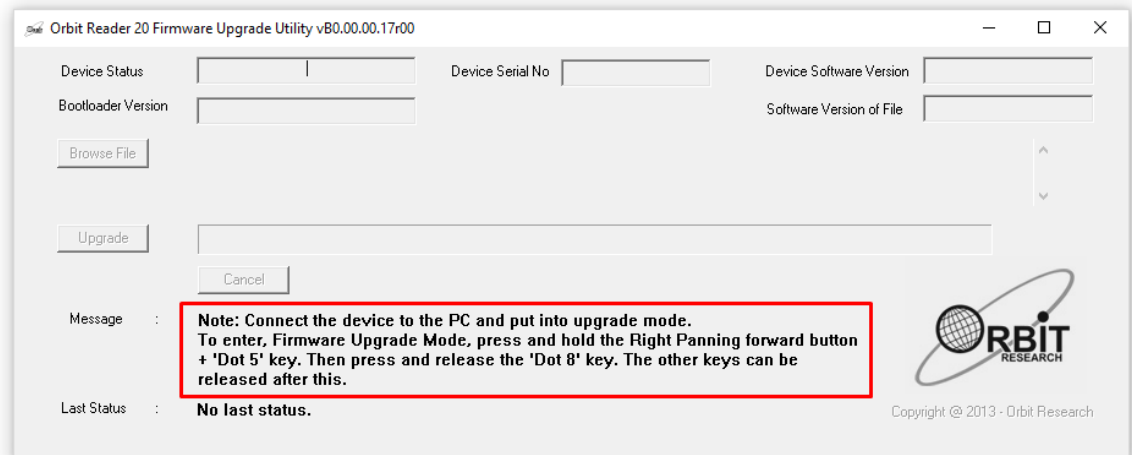 Orbit Reader 20 Firmware Upgrade Utility vB0.00.00.17r00
Device Status
Device Serial No
Device Software Version
Bootloader Version
Software Version of File
Browse File
Upgrade
Cancel
Message :
Note: Connect the device to the PC and put into upgrade mode.
To enter, Firmware Upgrade Mode, press and hold the Right Panning forward button
+ 'Dot 5' key. Then press and release the 'Dot 8' key. The other keys can be
released after this.
ORBIT
RESEARCH
Last Status : No last status.
Copyright @ 2013 - Orbit Research